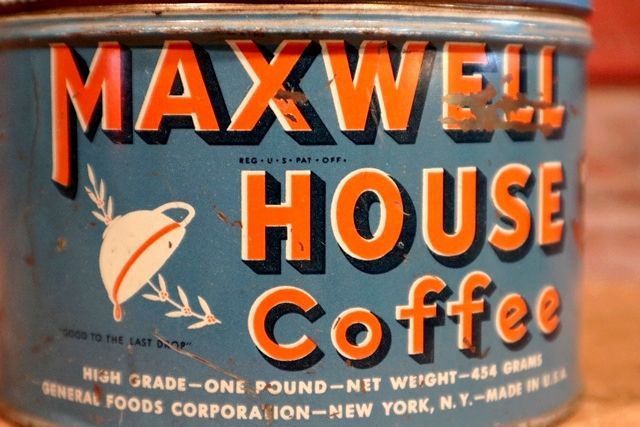 MAXWELL
REG·U·S·PAT·OFF·
HOUSE
Coffee
"GOOD TO THE LAST DROP"
HIGH GRADE—ONE POUND—NET WEIGHT—454 GRAMS
GENERAL FOODS CORPORATION—NEW YORK, N.Y.—MADE IN U.S.A.